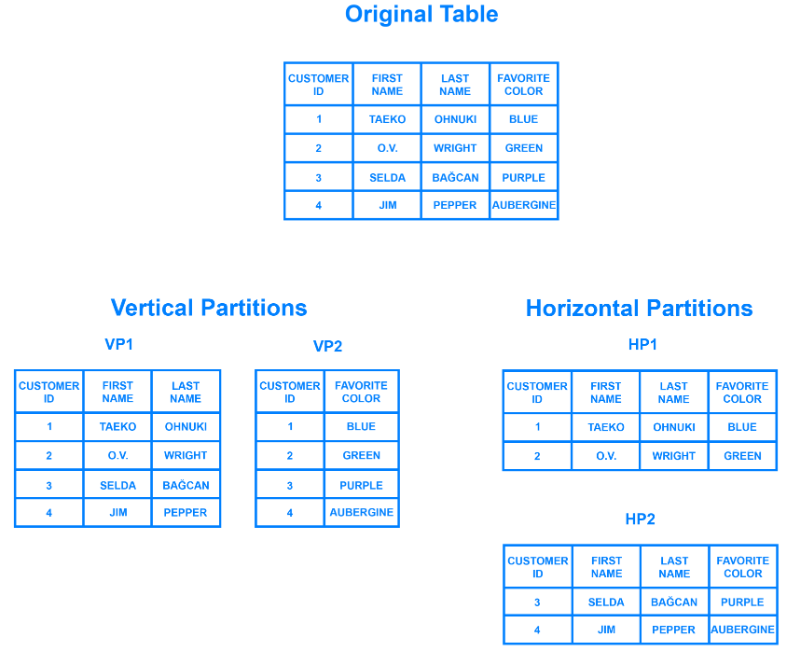 Original Table
CUSTOMER ID FIRST NAME LAST NAME FAVORITE COLOR
1 TAEKO OHNUKI BLUE
2 O.V. WRIGHT GREEN
3 SELDA BAĞCAN PURPLE
4 JIM PEPPER AUBERGINE
Vertical Partitions
VP1
CUSTOMER ID FIRST NAME LAST NAME
1 TAEKO OHNUKI
2 O.V. WRIGHT
3 SELDA BAĞCAN
4 JIM PEPPER
VP2
CUSTOMER ID FAVORITE COLOR
1 BLUE
2 GREEN
3 PURPLE
4 AUBERGINE
Horizontal Partitions
HP1
CUSTOMER ID FIRST NAME LAST NAME FAVORITE COLOR
1 TAEKO OHNUKI BLUE
2 O.V. WRIGHT GREEN
HP2
CUSTOMER ID FIRST NAME LAST NAME FAVORITE COLOR
3 SELDA BAĞCAN PURPLE
4 JIM PEPPER AUBERGINE